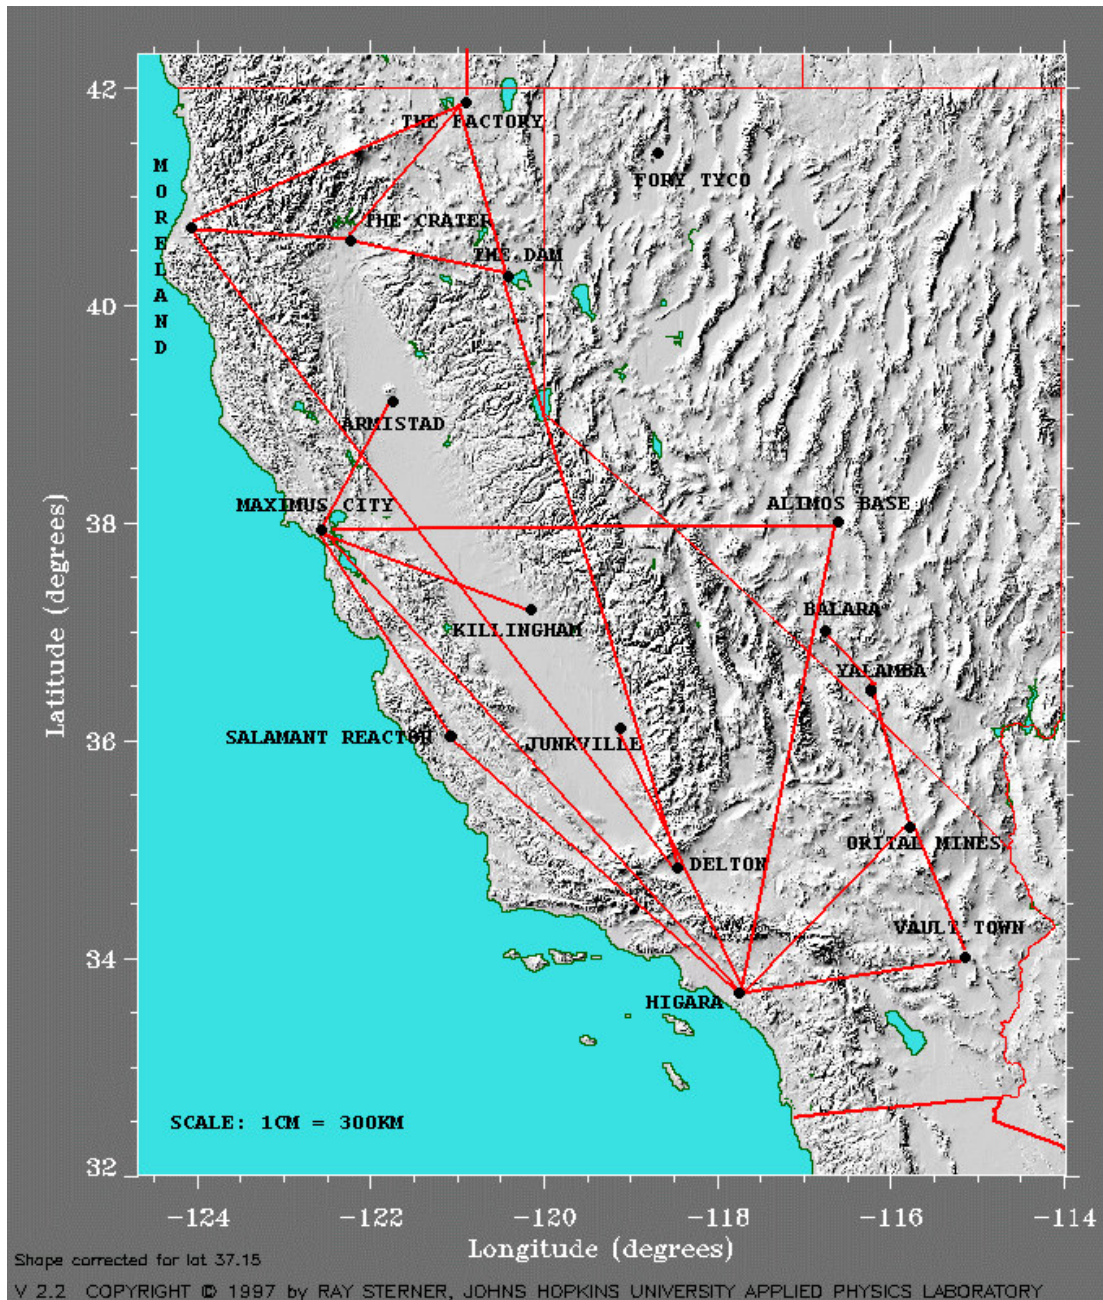 42
THE FACTORY
FORY TYCO
MORELAND
THE CRATER
THE DAM
40
ARMISTAD
MAXIMUS CITY
ALIMOS BASE
38
BALARA
KILLINGHAM
YALAMBA
Latitude (degrees)
36
SALAMANT REACTOR
JUNKVILLE
ORITAL MINES
DELTON
VAULT TOWN
34
HIGARA
SCALE: 1CM = 300KM
32
-124 -122 -120 -118 -116 -114
Longitude (degrees)
Shape corrected for lat 37.15
V 2.2 COPYRIGHT © 1997 by RAY STERNER, JOHNS HOPKINS UNIVERSITY APPLIED PHYSICS LABORATORY